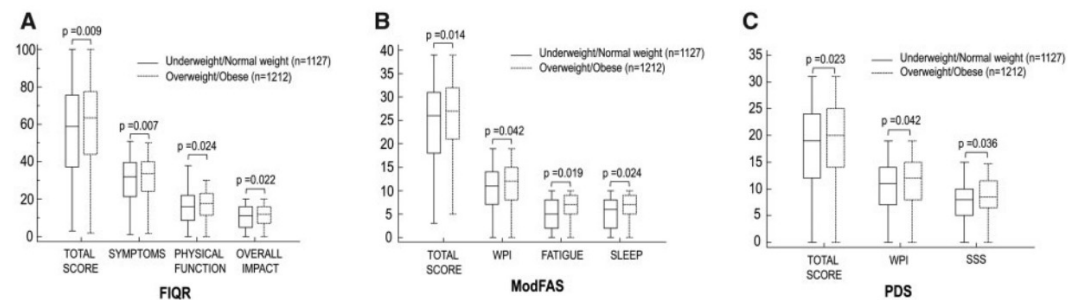 A
p =0.009
Underweight/Normal weight (n=1127)
Overweight/Obese (n=1212)
100
80
60
40
20
0
p =0.007
p =0.024
p =0.022
TOTAL SCORE
SYMPTOMS
PHYSICAL FUNCTION
OVERALL IMPACT
FIQR
B
p =0.014
Underweight/Normal weight (n=1127)
Overweight/Obese (n=1212)
40
35
30
25
20
15
10
5
0
p =0.042
p =0.019
p =0.024
TOTAL SCORE
WPI
FATIGUE
SLEEP
ModFAS
C
p =0.023
Underweight/Normal weight (n=1127)
Overweight/Obese (n=1212)
35
30
25
20
15
10
5
0
p =0.042
p =0.036
TOTAL SCORE
WPI
SSS
PDS